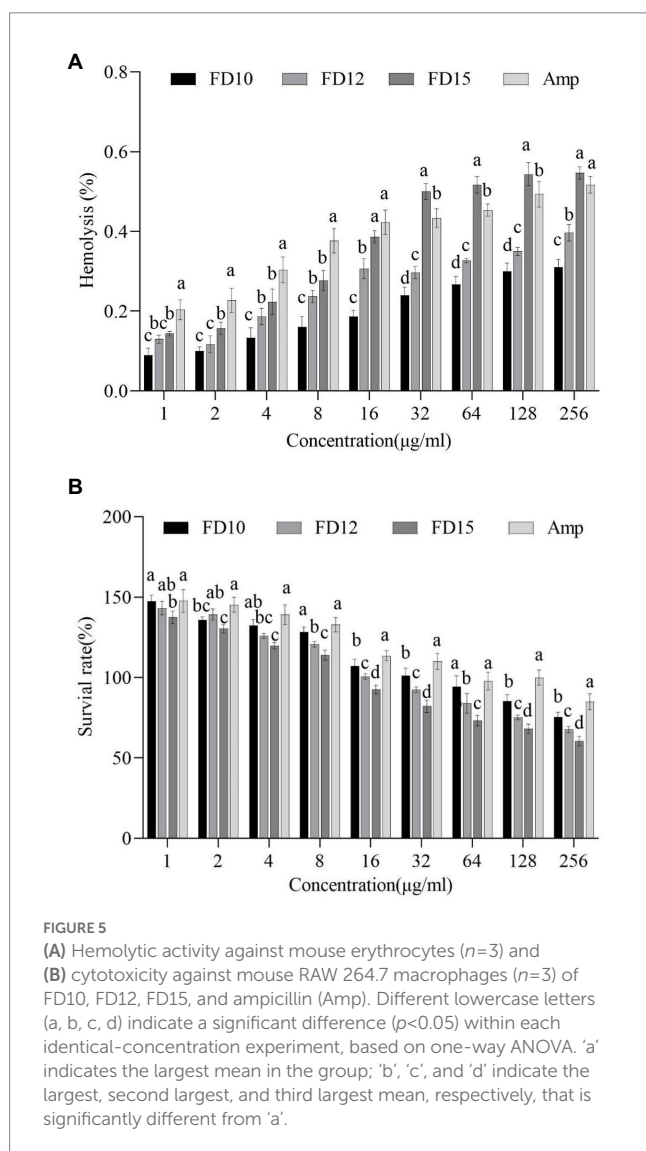 A
FD10 FD12 FD15 Amp
0.8
0.6
0.4
0.2
0.0
Hemolysis (%)
c bc b a
c c b a
c b b a
c b b a
c b a a
d c a b
d c a b
d c a b
c b a a
1 2 4 8 16 32 64 128 256
Concentration(μg/ml)
B
FD10 FD12 FD15 Amp
200
150
100
50
0
Survial rate(%)
a ab b a
bc ab c a
ab bc c a
a b c a
b c d a
b c d a
a b c a
b c d a
b c d a
1 2 4 8 16 32 64 128 256
Concentration(μg/ml)
FIGURE 5
(A) Hemolytic activity against mouse erythrocytes (n=3) and
(B) cytotoxicity against mouse RAW 264.7 macrophages (n=3) of
FD10, FD12, FD15, and ampicillin (Amp). Different lowercase letters
(a, b, c, d) indicate a significant difference (p<0.05) within each
identical-concentration experiment, based on one-way ANOVA. ‘a’
indicates the largest mean in the group; ‘b’, ‘c’, and ‘d’ indicate the
largest, second largest, and third largest mean, respectively, that is
significantly different from ‘a’.